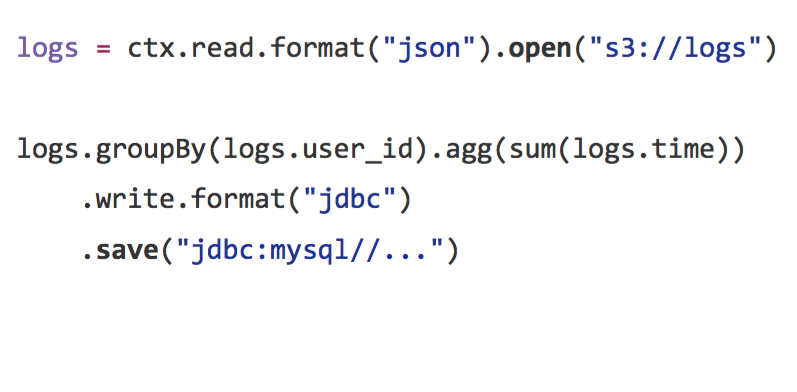 logs = ctx.read.format("json").open("s3://logs")
logs.groupBy(logs.user_id).agg(sum(logs.time))
.write.format("jdbc")
.save("jdbc:mysql//...")